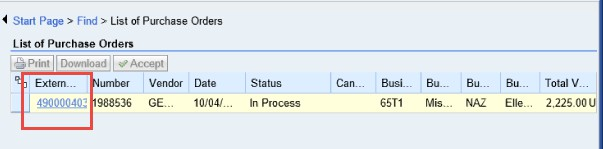 Start Page > Find > List of Purchase Orders
List of Purchase Orders
Print Download Accept
Extern... Number Vendor Date Status Can... Busi... Bu... Bu... Bu... Total V...
490000403 1988536 GE... 10/04/... In Process 65T1 Mis... NAZ Elle... 2,225.00 U